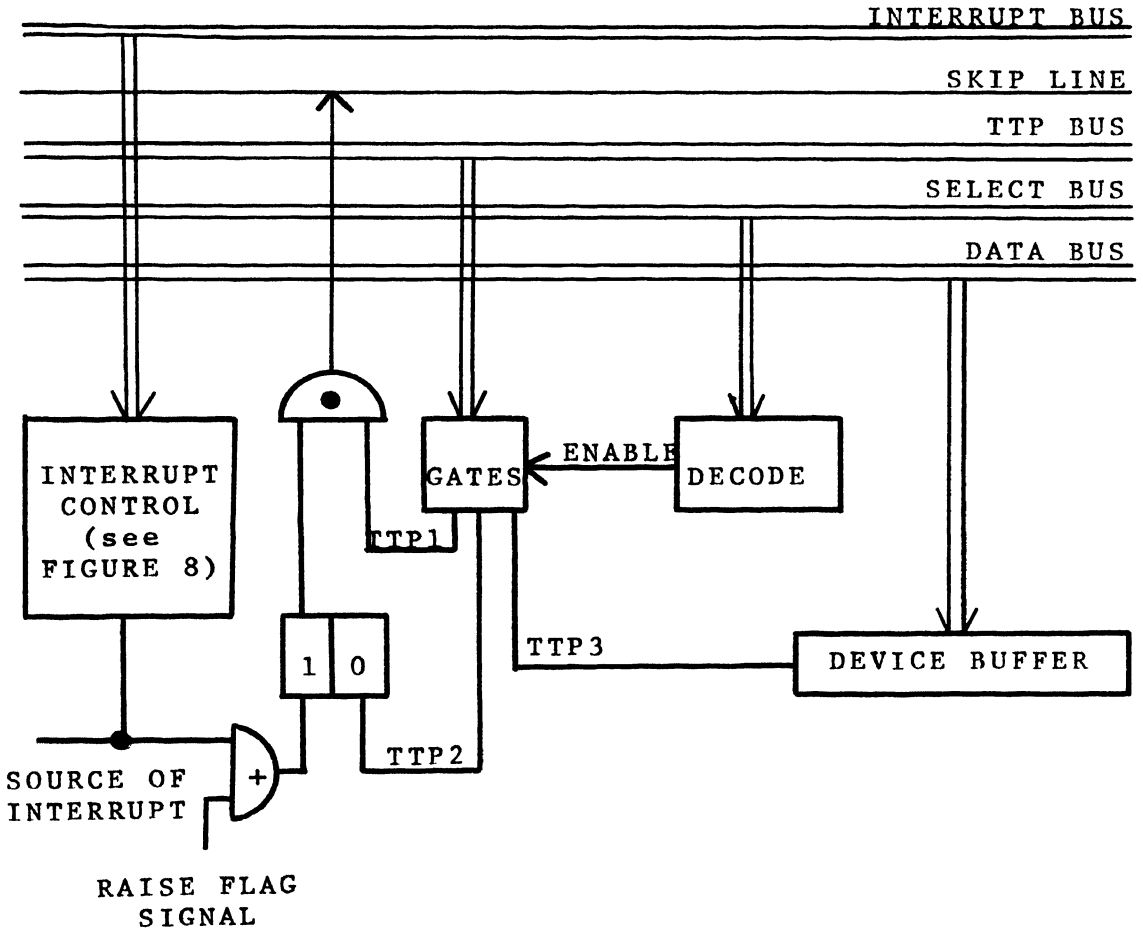 INTERRUPT BUS
SKIP LINE
TTP BUS
SELECT BUS
DATA BUS
INTERRUPT
CONTROL
(see
FIGURE 8)
GATES
ENABLE
DECODE
TTP1
1 0
TTP3
DEVICE BUFFER
TTP2
+
SOURCE OF
INTERRUPT
RAISE FLAG
SIGNAL